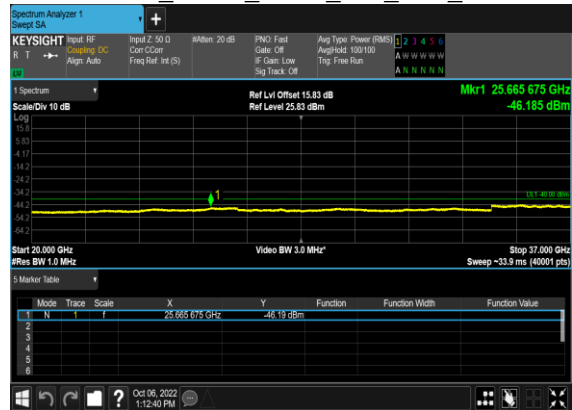 Spectrum Analyzer 1
Swept SA
+
KEYSIGHT Input: RF Input Z: 50 Ω #Atten: 20 dB PNO: Fast Avg Type: Power (RMS) 1 2 3 4 5 6
R T Coupling: DC Corr CCorr Gate: Off Avg|Hold: 100/100 A W W W W W
Align: Auto Freq Ref: Int (S) IF Gain: Low Trig: Free Run
Sig Track: Off A N N N N N
1 Spectrum Ref Lvl Offset 15.83 dB Mkr1 25.665 675 GHz
Scale/Div 10 dB Ref Level 25.83 dBm -46.185 dBm
Log
15.8
5.83
-4.17
-14.2
-24.2
-34.2
-44.2
-54.2
-64.2
1
Start 20.000 GHz Video BW 3.0 MHz* Stop 37.000 GHz
#Res BW 1.0 MHz Sweep ~33.9 ms (40001 pts)
5 Marker Table
Mode Trace Scale X Y Function Function Width Function Value
1 N 1 f 25.665 675 GHz -46.19 dBm
2
3
4
5
6
? Oct 06, 2022
1:12:40 PM